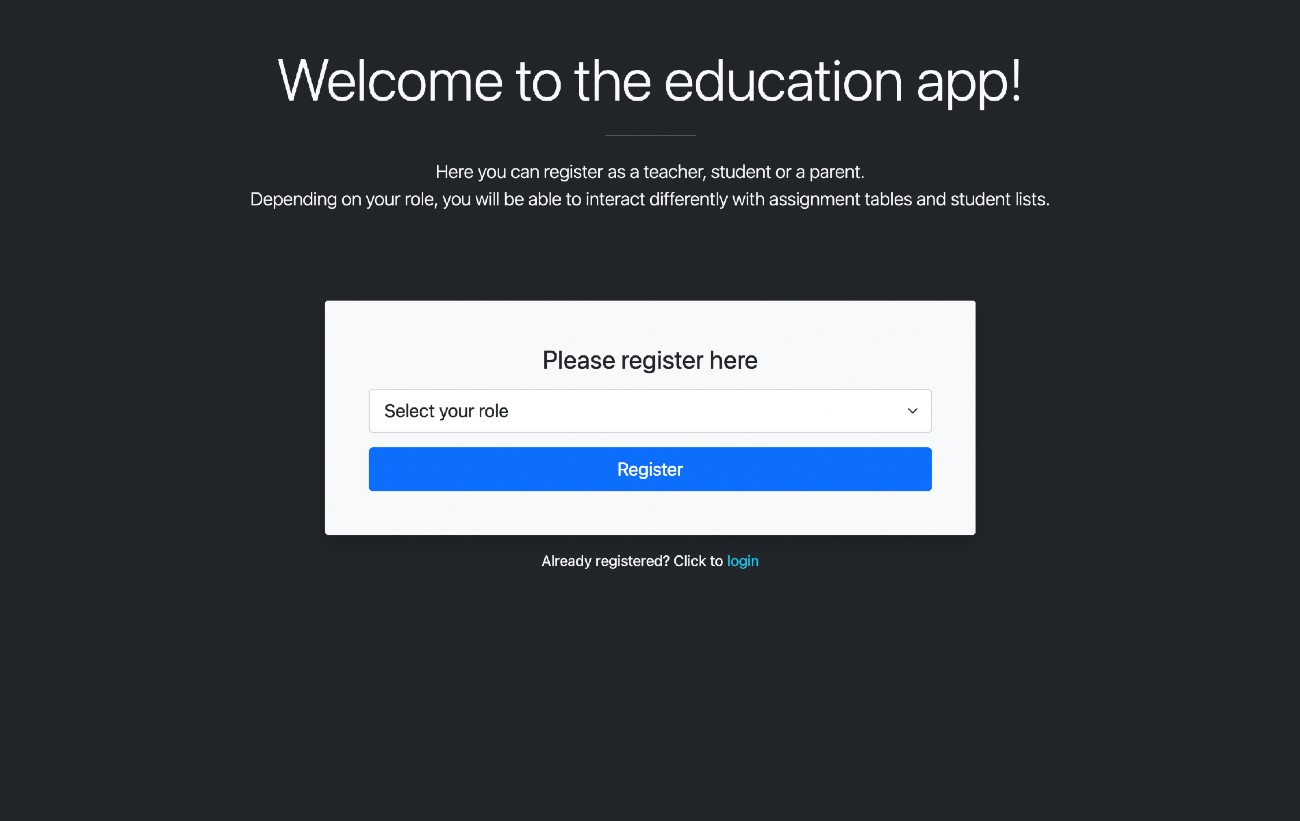 Welcome to the education app!
Here you can register as a teacher, student or a parent.
Depending on your role, you will be able to interact differently with assignment tables and student lists.
Please register here
Select your role
Register
Already registered? Click to login